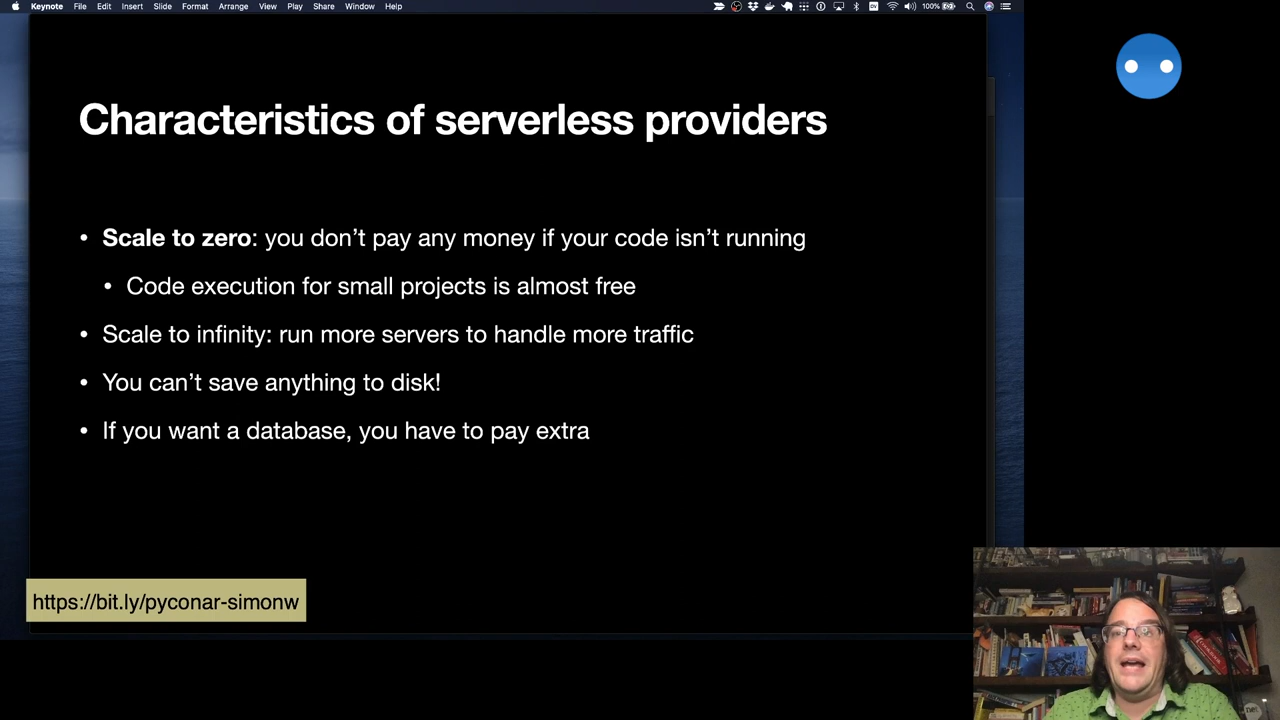 Keynote File Edit Insert Slide Format Arrange View Play Share Window Help 100%
Characteristics of serverless providers
• Scale to zero: you don’t pay any money if your code isn’t running
• Code execution for small projects is almost free
• Scale to infinity: run more servers to handle more traffic
• You can’t save anything to disk!
• If you want a database, you have to pay extra
https://bit.ly/pyconar-simonw